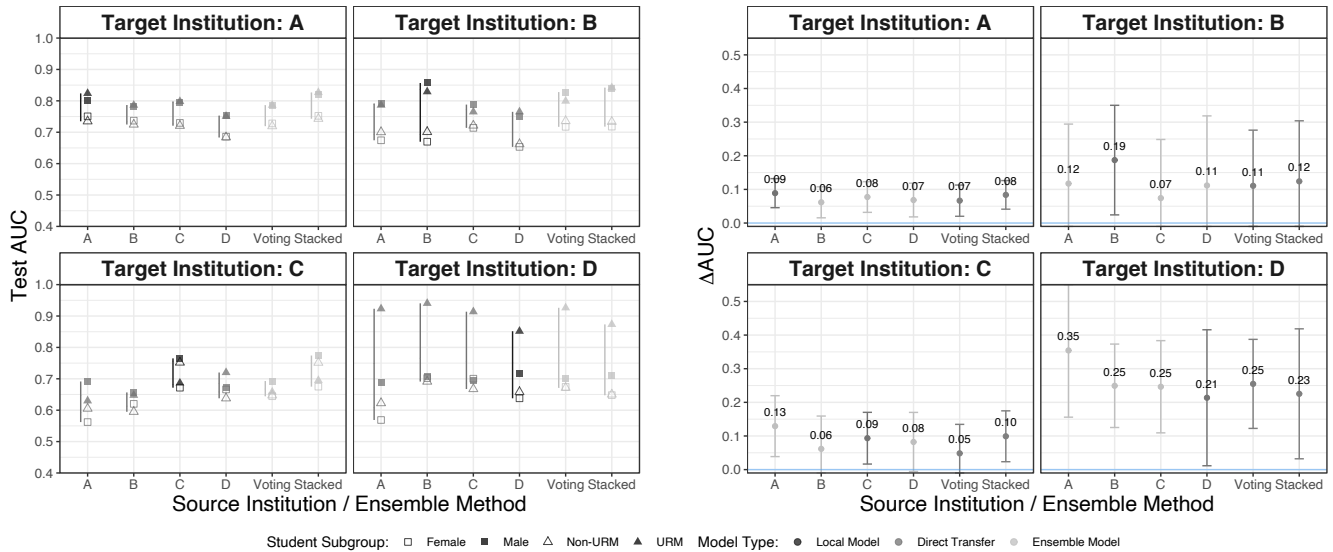 Target Institution: A
Target Institution: B
1.0
0.9
0.8
0.7
0.6
0.5
0.4
A B C D Voting Stacked
A B C D Voting Stacked
Target Institution: C
Target Institution: D
1.0
0.9
0.8
0.7
0.6
0.5
0.4
A B C D Voting Stacked
A B C D Voting Stacked
Test AUC
Source Institution / Ensemble Method
Target Institution: A
Target Institution: B
0.5
0.4
0.3
0.2
0.1
0.0
0.09 0.06 0.08 0.07 0.07 0.08
0.12 0.19 0.07 0.11 0.11 0.12
A B C D Voting Stacked
A B C D Voting Stacked
Target Institution: C
Target Institution: D
0.5
0.4
0.3
0.2
0.1
0.0
0.13 0.06 0.09 0.08 0.05 0.10
0.35 0.25 0.25 0.21 0.25 0.23
A B C D Voting Stacked
A B C D Voting Stacked
ΔAUC
Source Institution / Ensemble Method
Student Subgroup: Female Male Non-URM URM Model Type: Local Model Direct Transfer Ensemble Model